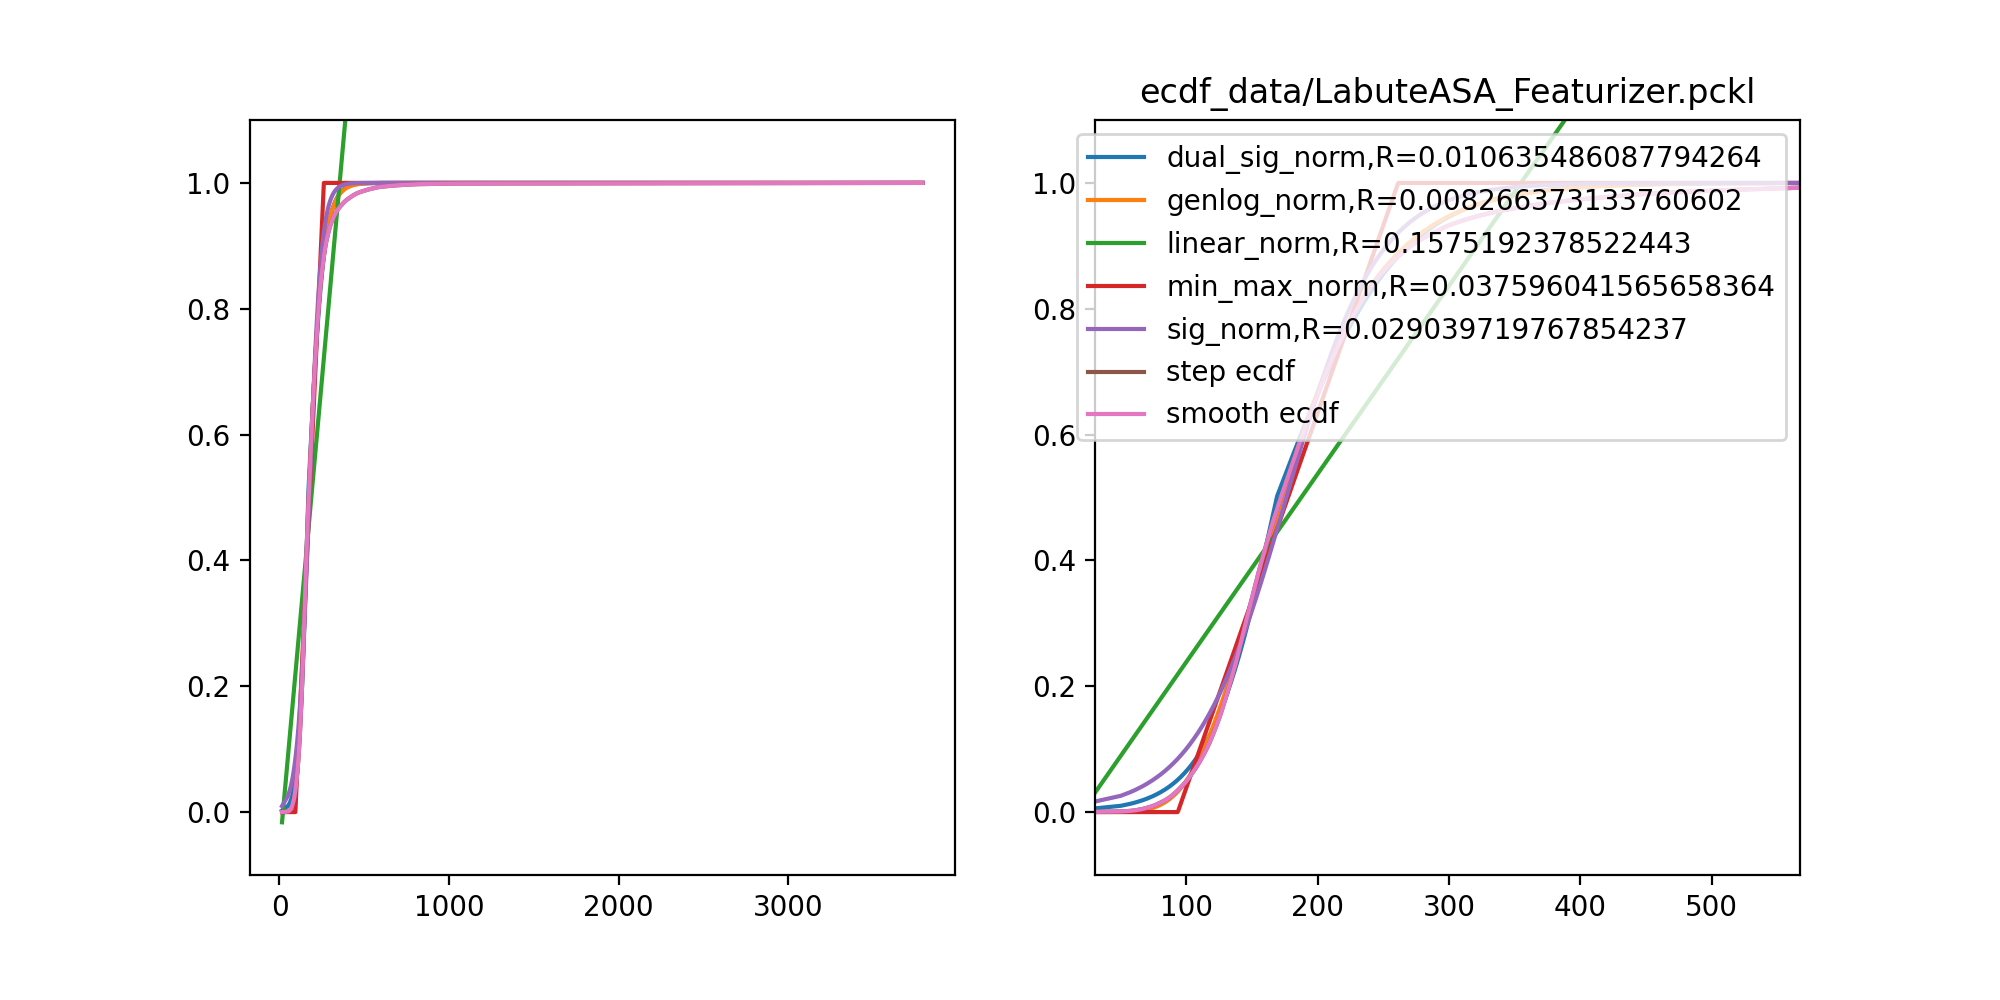 ecdf_data/LabuteASA_Featurizer.pckl
1.0
0.8
0.6
0.4
0.2
0.0
0 1000 2000 3000
1.0
0.8
0.6
0.4
0.2
0.0
100 200 300 400 500
dual_sig_norm,R=0.010635486087794264
genlog_norm,R=0.008266373133760602
linear_norm,R=0.1575192378522443
min_max_norm,R=0.037596041565658364
sig_norm,R=0.029039719767854237
step ecdf
smooth ecdf